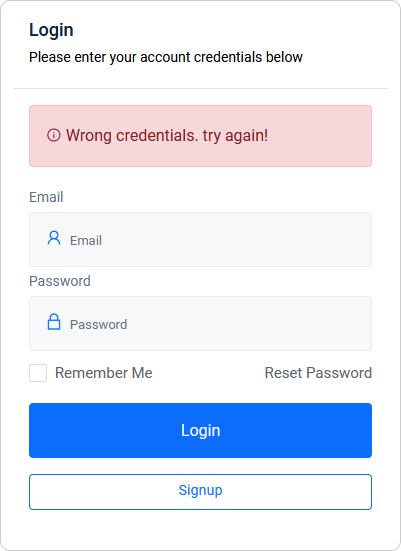 Login
Please enter your account credentials below
Wrong credentials. try again!
Email
Email
Password
Password
Remember Me Reset Password
Login
Signup